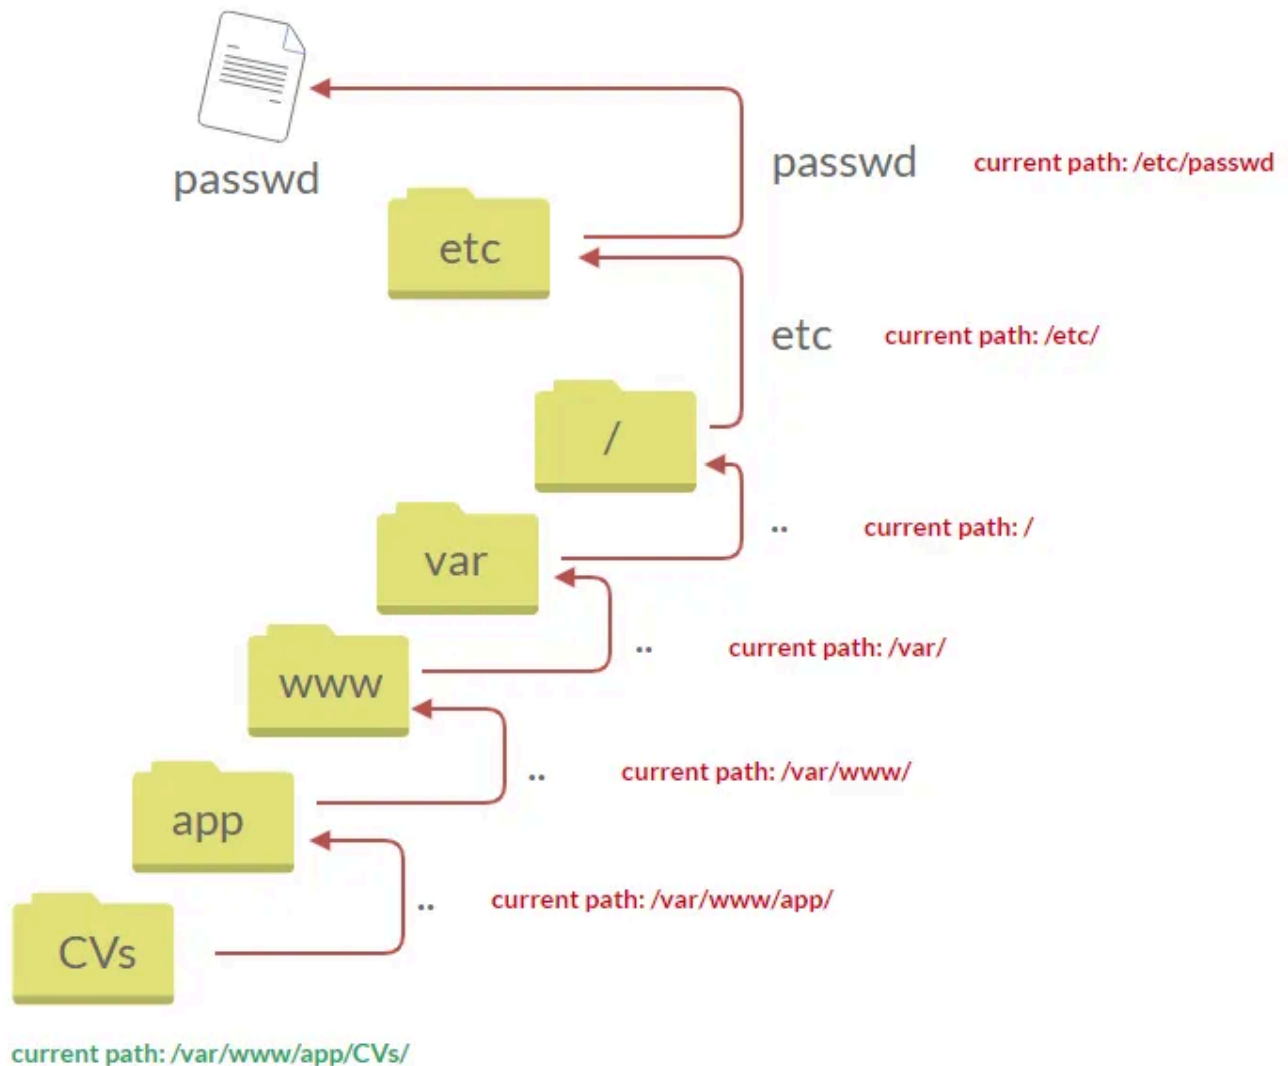 passwd
passwd current path: /etc/passwd
etc
etc current path: /etc/
/
.. current path: /
var
.. current path: /var/
www
.. current path: /var/www/
app
.. current path: /var/www/app/
CVs
current path: /var/www/app/CVs/